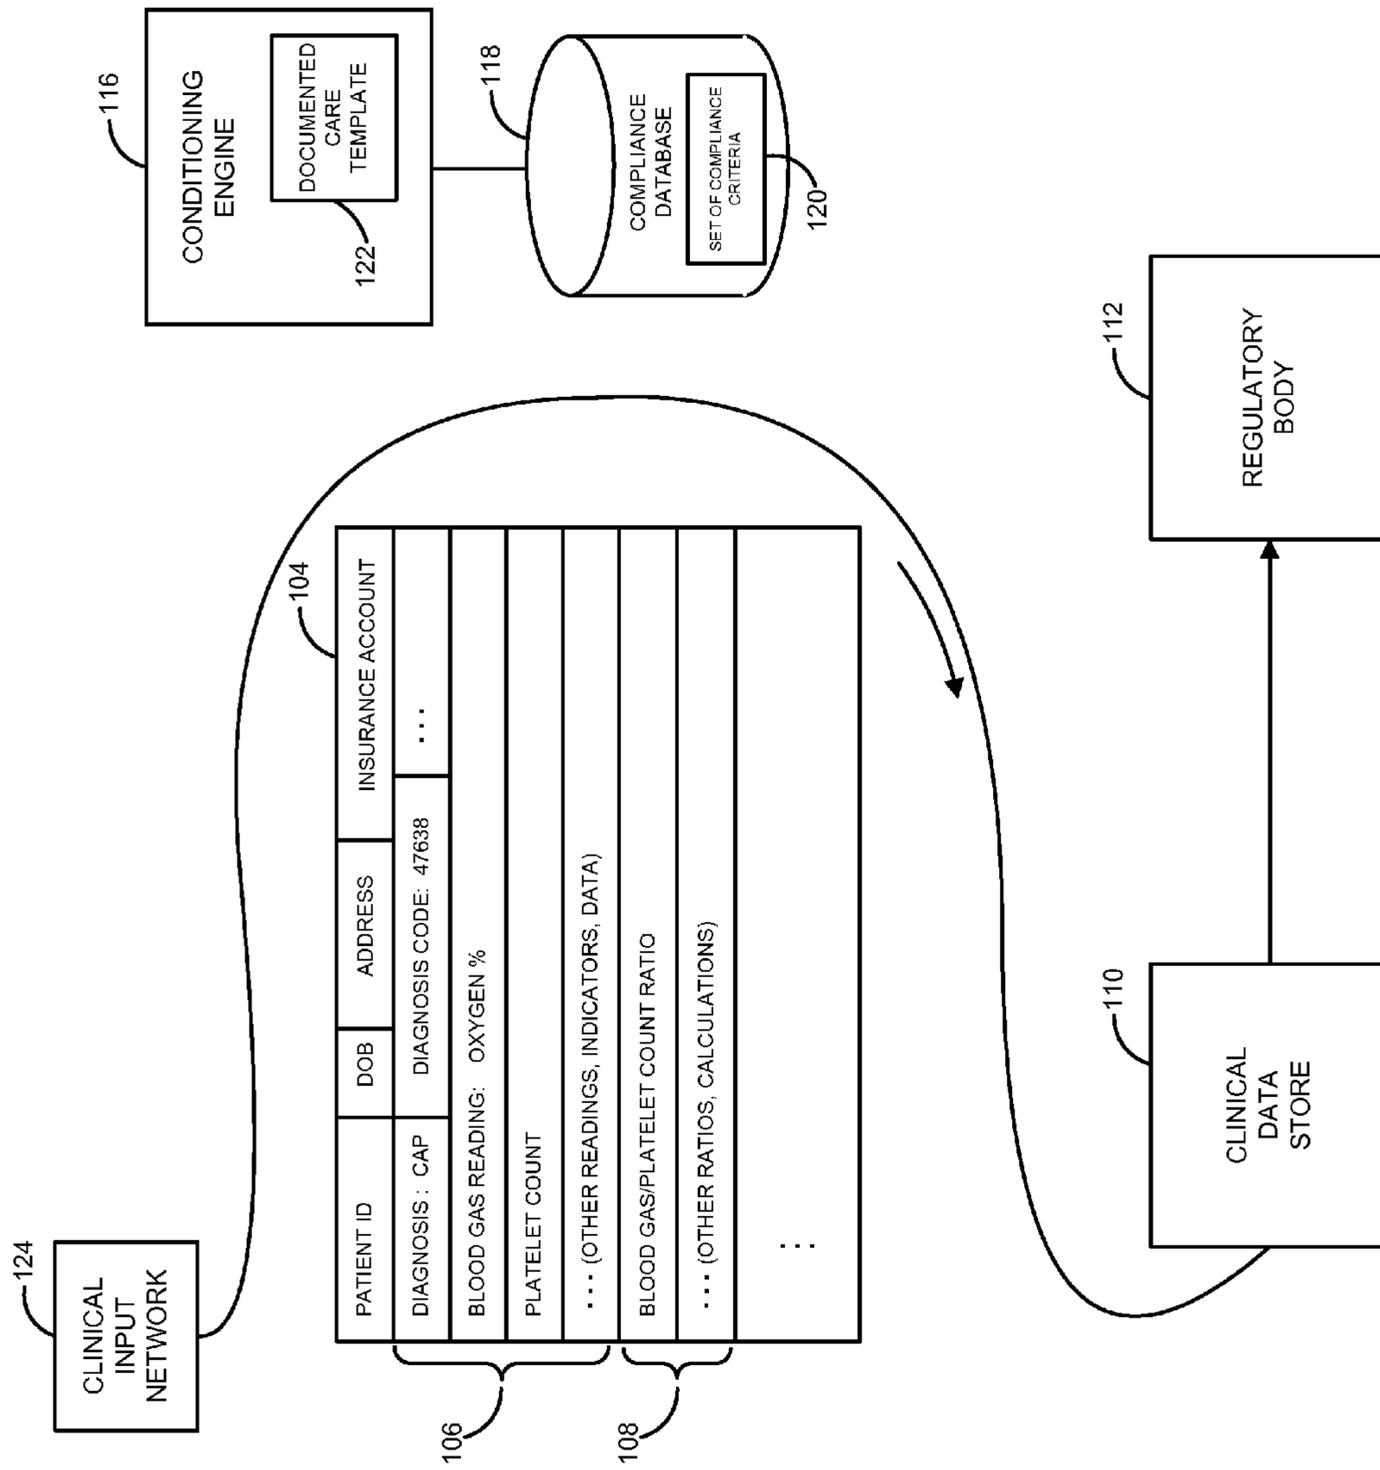 124
CLINICAL
INPUT
NETWORK
116
CONDITIONING
ENGINE
DOCUMENTED
CARE
TEMPLATE
122
118
COMPLIANCE
DATABASE
SET OF COMPLIANCE
CRITERIA
120
104
PATIENT ID DOB ADDRESS INSURANCE ACCOUNT
DIAGNOSIS : CAP DIAGNOSIS CODE: 47638 ...
BLOOD GAS READING: OXYGEN %
PLATELET COUNT
... (OTHER READINGS, INDICATORS, DATA)
BLOOD GAS/PLATELET COUNT RATIO
... (OTHER RATIOS, CALCULATIONS)
...
106
108
110
CLINICAL
DATA
STORE
112
REGULATORY
BODY